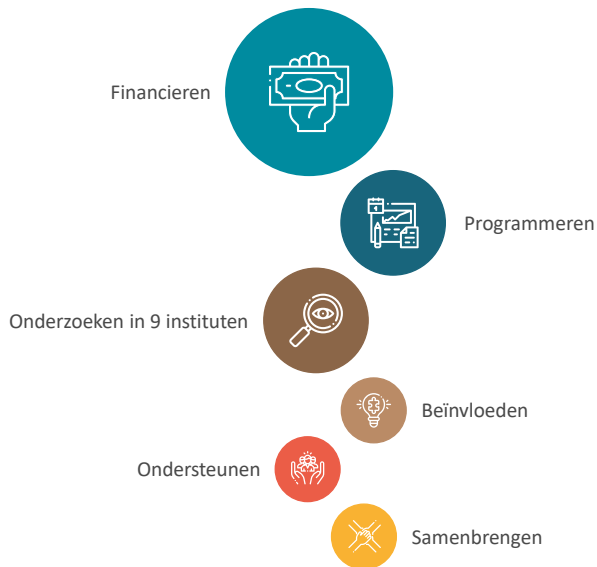 Financieren
Programmeren
Onderzoeken in 9 instituten
Beïnvloeden
Ondersteunen
Samenbrengen